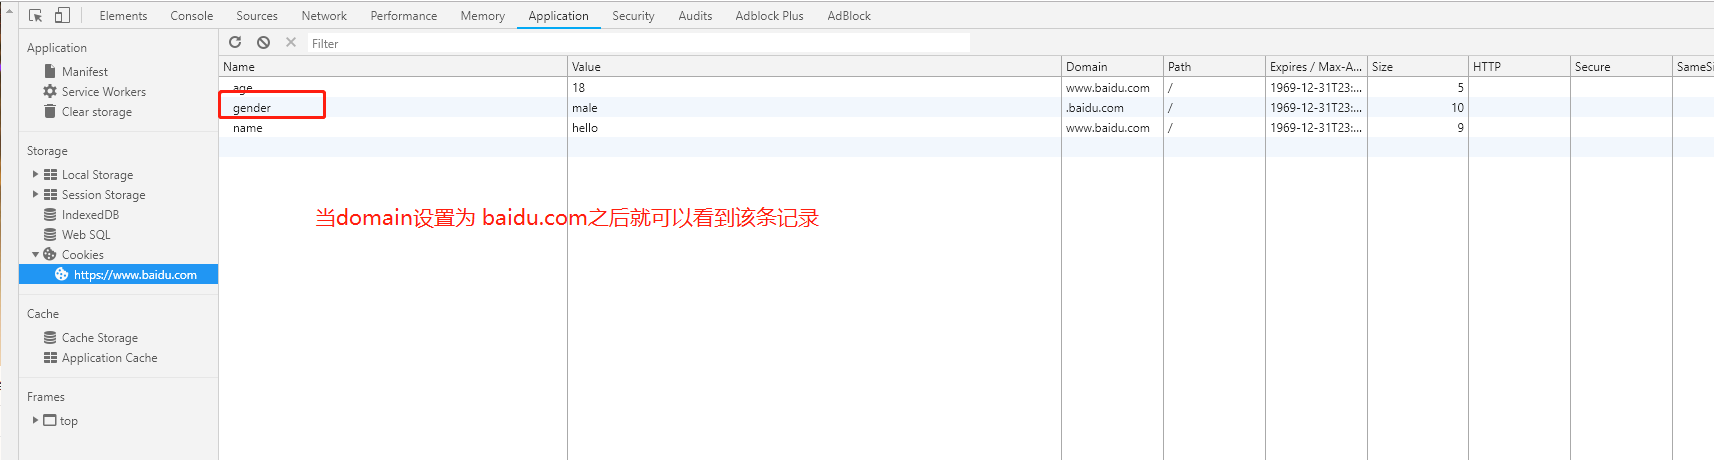 Elements Console Sources Network Performance Memory Application Security Audits Adblock Plus AdBlock
Application
Manifest
Service Workers
Clear storage
Storage
Local Storage
Session Storage
IndexedDB
Web SQL
Cookies
https://www.baidu.com
Cache
Cache Storage
Application Cache
Frames
top
Filter
Name Value Domain Path Expires / Max-A... Size HTTP Secure SameSi
age 18 www.baidu.com / 1969-12-31T23:... 5
gender male .baidu.com / 1969-12-31T23:... 10
name hello www.baidu.com / 1969-12-31T23:... 9
当domain设置为 baidu.com之后就可以看到该条记录